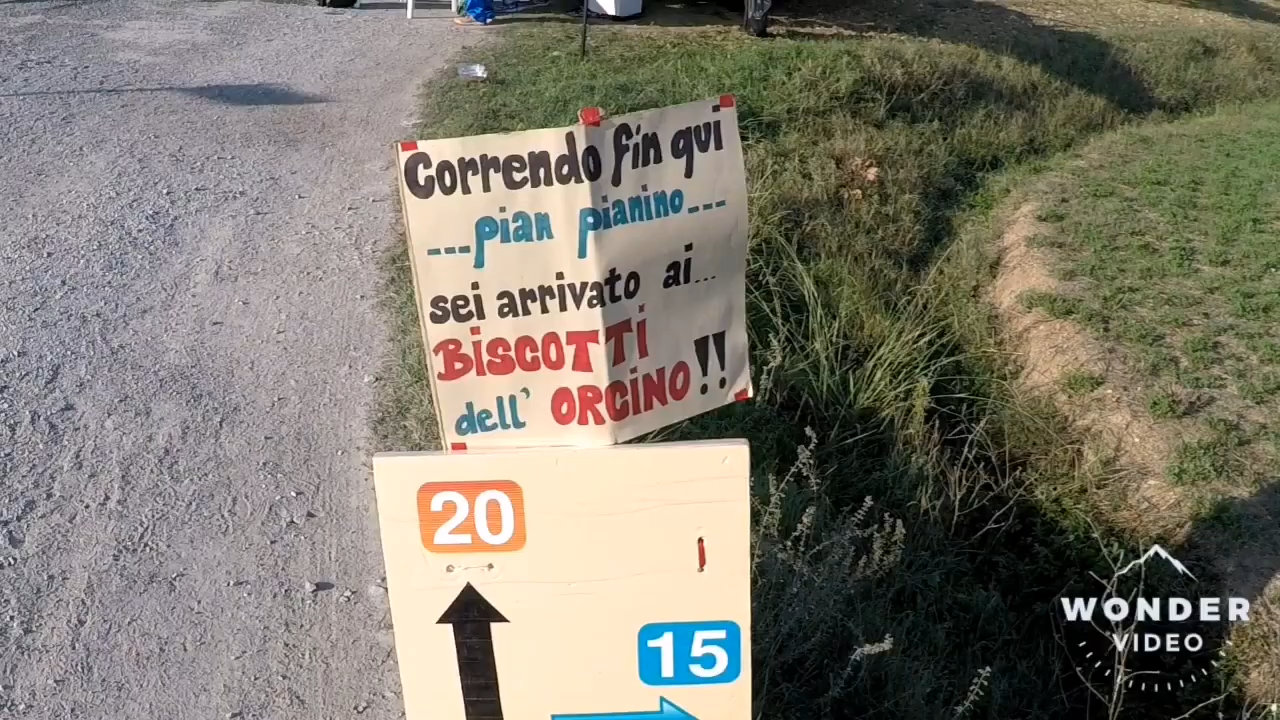 Correndo fin qui
---pian pianino---
sei arrivato ai...
BiSCOTTi
dell' ORCiNO!!
20
15
WONDER
VIDEO